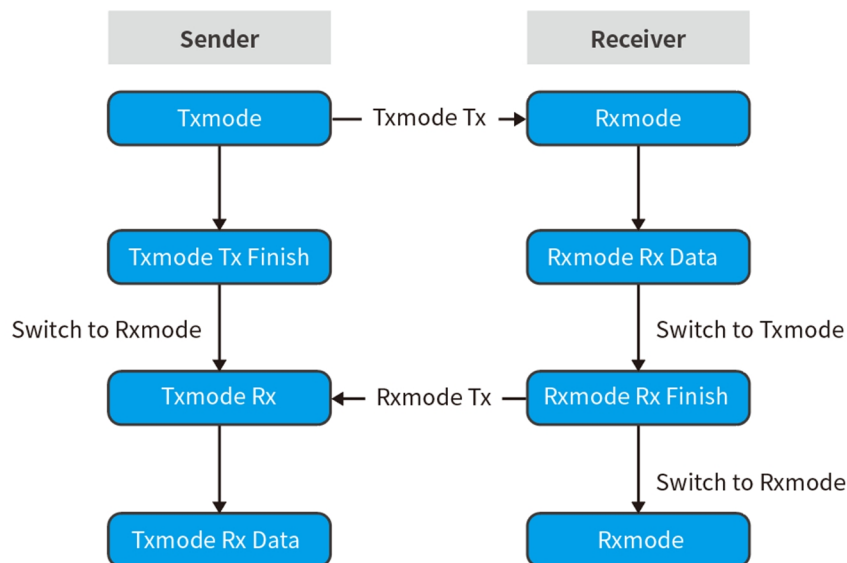 Sender Receiver
Txmode Txmode Tx Rxmode
Txmode Tx Finish Rxmode Rx Data
Switch to Rxmode Switch to Txmode
Txmode Rx Rxmode Tx Rxmode Rx Finish
Switch to Rxmode
Txmode Rx Data Rxmode